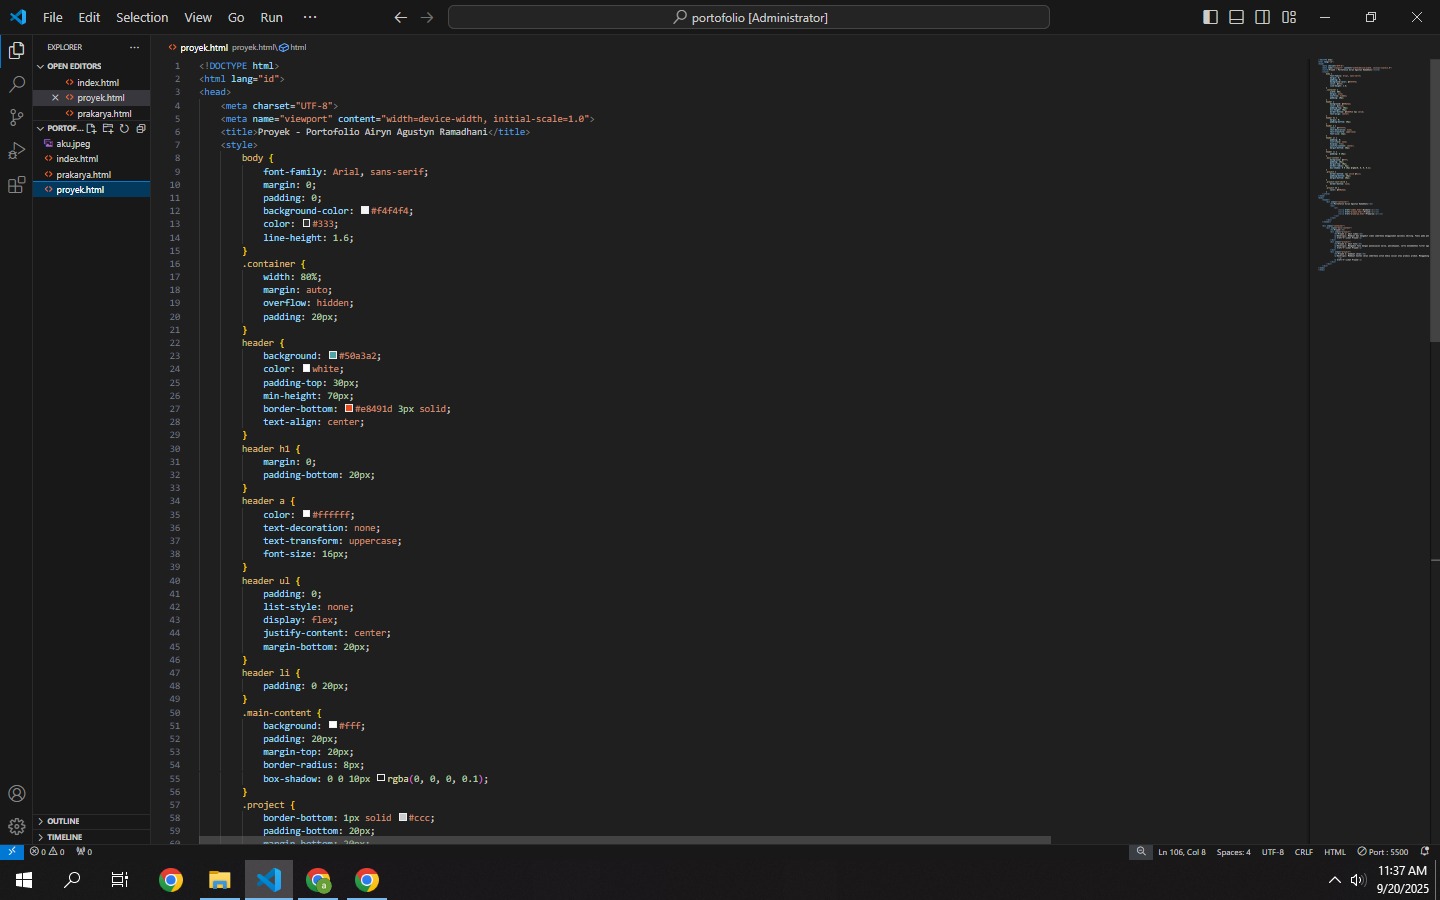 File Edit Selection View Go Run ··· portofolio [Administrator]
EXPLORER ···
OPEN EDITORS
index.html
proyek.html
prakarya.html
PORTOF...
aku.jpeg
index.html
prakarya.html
proyek.html
OUTLINE
TIMELINE
proyek.html proyek.html\ html
1 <!DOCTYPE html>
2 <html lang="id">
3 <head>
4 <meta charset="UTF-8">
5 <meta name="viewport" content="width=device-width, initial-scale=1.0">
6 <title>Proyek - Portofolio Airyn Agustyn Ramadhani</title>
7 <style>
8 body {
9 font-family: Arial, sans-serif;
10 margin: 0;
11 padding: 0;
12 background-color: #f4f4f4;
13 color: #333;
14 line-height: 1.6;
15 }
16 .container {
17 width: 80%;
18 margin: auto;
19 overflow: hidden;
20 padding: 20px;
21 }
22 header {
23 background: #50a3a2;
24 color: white;
25 padding-top: 30px;
26 min-height: 70px;
27 border-bottom: #e8491d 3px solid;
28 text-align: center;
29 }
30 header h1 {
31 margin: 0;
32 padding-bottom: 20px;
33 }
34 header a {
35 color: #ffffff;
36 text-decoration: none;
37 text-transform: uppercase;
38 font-size: 16px;
39 }
40 header ul {
41 padding: 0;
42 list-style: none;
43 display: flex;
44 justify-content: center;
45 margin-bottom: 20px;
46 }
47 header li {
48 padding: 0 20px;
49 }
50 .main-content {
51 background: #fff;
52 padding: 20px;
53 margin-top: 20px;
54 border-radius: 8px;
55 box-shadow: 0 0 10px rgba(0, 0, 0, 0.1);
56 }
57 .project {
58 border-bottom: 1px solid #ccc;
59 padding-bottom: 20px;
60 margin-bottom: 20px;
0 0 0 Ln 106, Col 8 Spaces: 4 UTF-8 CRLF HTML Port : 5500
11:37 AM
9/20/2025